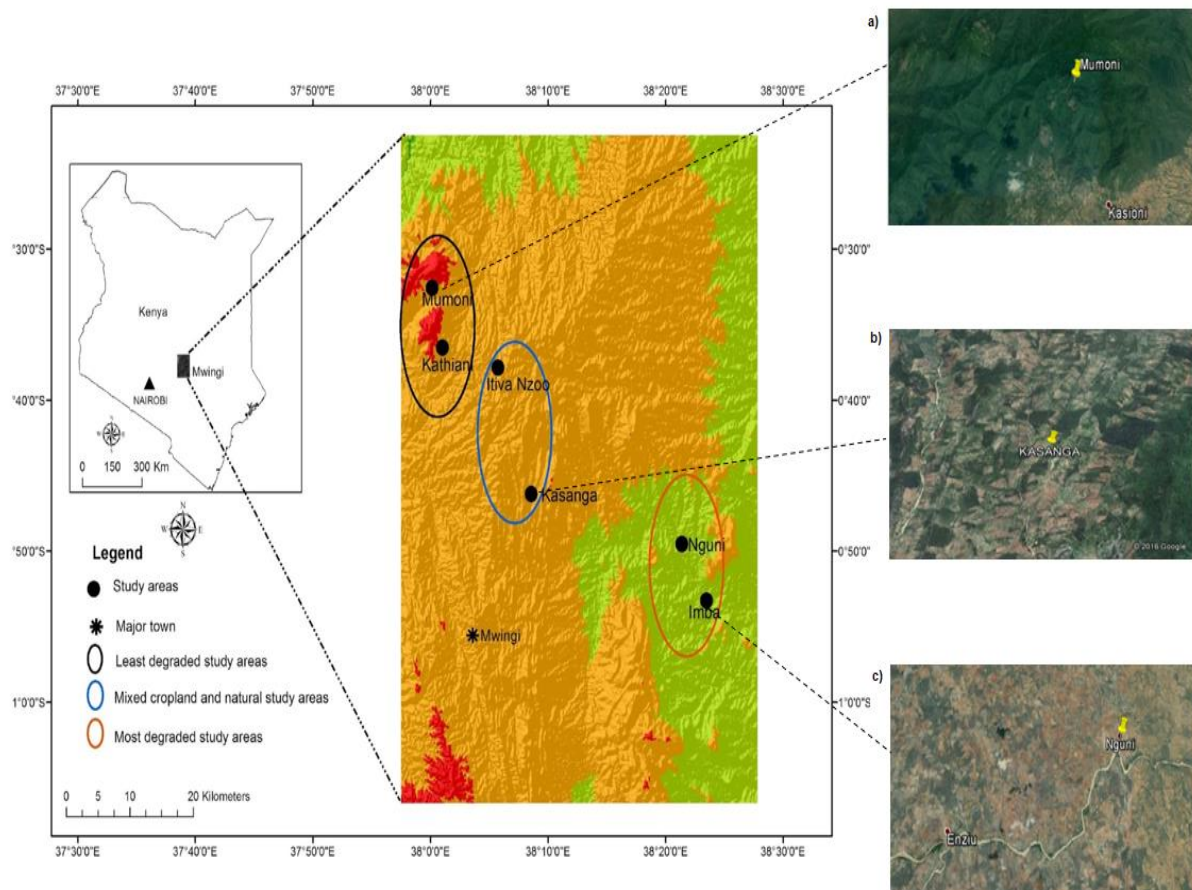 37°30'0"E 37°40'0"E 37°50'0"E 38°0'0"E 38°10'0"E 38°20'0"E 38°30'0"E
Kenya
Mwingi
NAIROBI
N
W E
S
0 150 300 Km
N
W E
S
Legend
Study areas
Major town
Least degraded study areas
Mixed cropland and natural study areas
Most degraded study areas
0 5 10 20 Kilometers
°30'0"S
°40'0"S
°50'0"S
1°0'0"S
Mumoni
Kathiani
Itiva Nzoo
Kasanga
Nguni
Imba
Mwingi
0°30'0"
0°40'0"S
0°50'0"S
1°0'0"S
37°30'0"E 37°40'0"E 37°50'0"E 38°0'0"E 38°10'0"E 38°20'0"E 38°30'0"E
a)
Mumoni
Kasioni
b)
KASANGA
© 2016 Google
c)
Nguni
Enziu